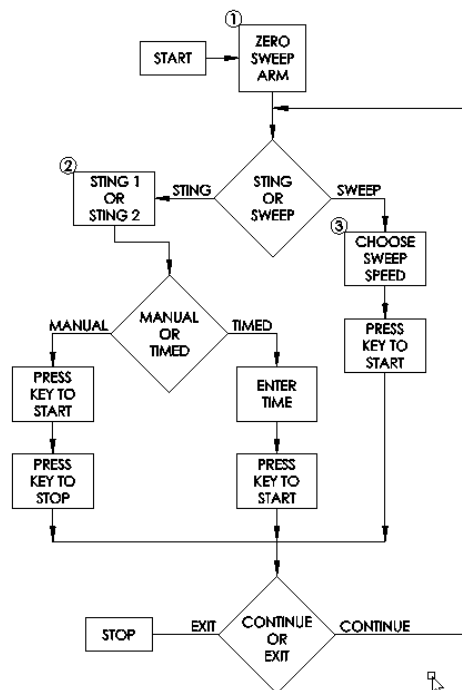 1
ZERO
SWEEP
ARM
START
2
STING 1
OR
STING 2
STING
STING
OR
SWEEP
SWEEP
3
CHOOSE
SWEEP
SPEED
MANUAL
MANUAL
OR
TIMED
TIMED
PRESS
KEY TO
START
PRESS
KEY TO
START
ENTER
TIME
PRESS
KEY TO
STOP
PRESS
KEY TO
START
STOP
EXIT
CONTINUE
OR
EXIT
CONTINUE